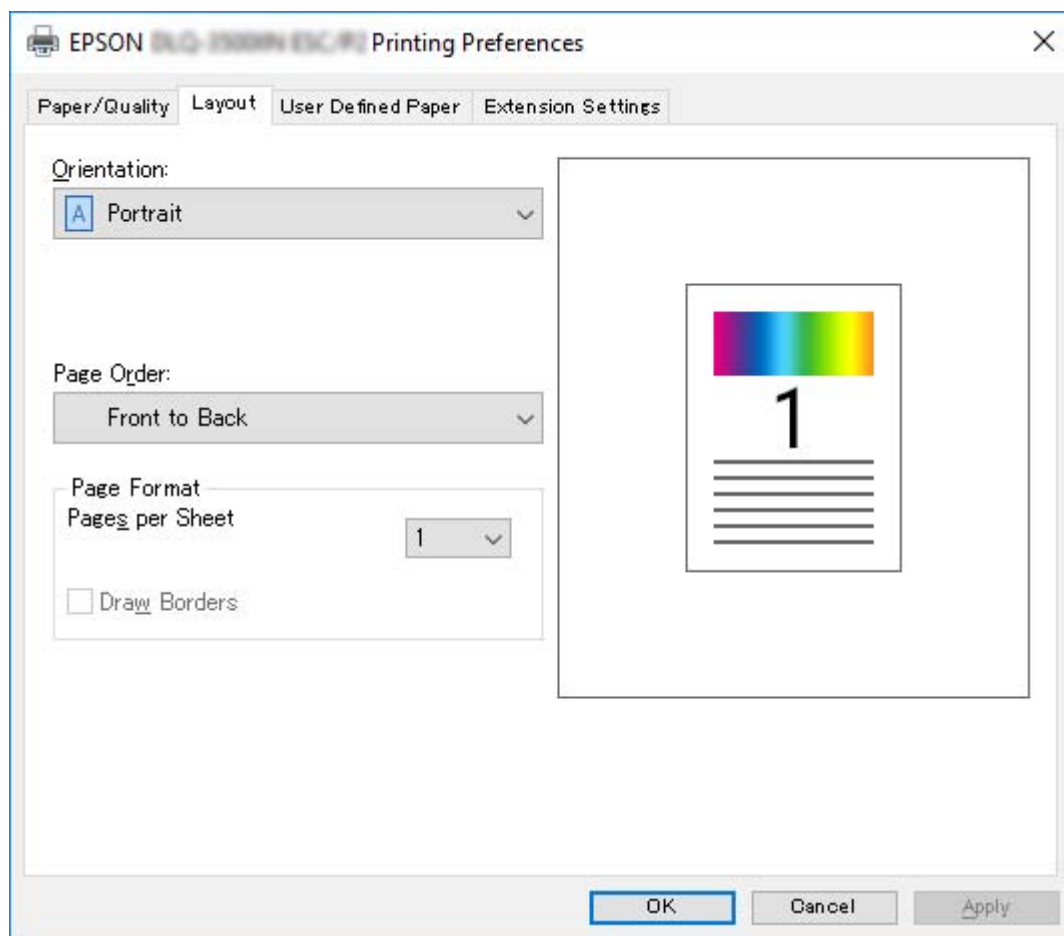 EPSON Printing Preferences
Paper/Quality Layout User Defined Paper Extension Settings
Orientation:
A Portrait
Page Order:
Front to Back
Page Format
Pages per Sheet
1
Draw Borders
1
OK Cancel Apply